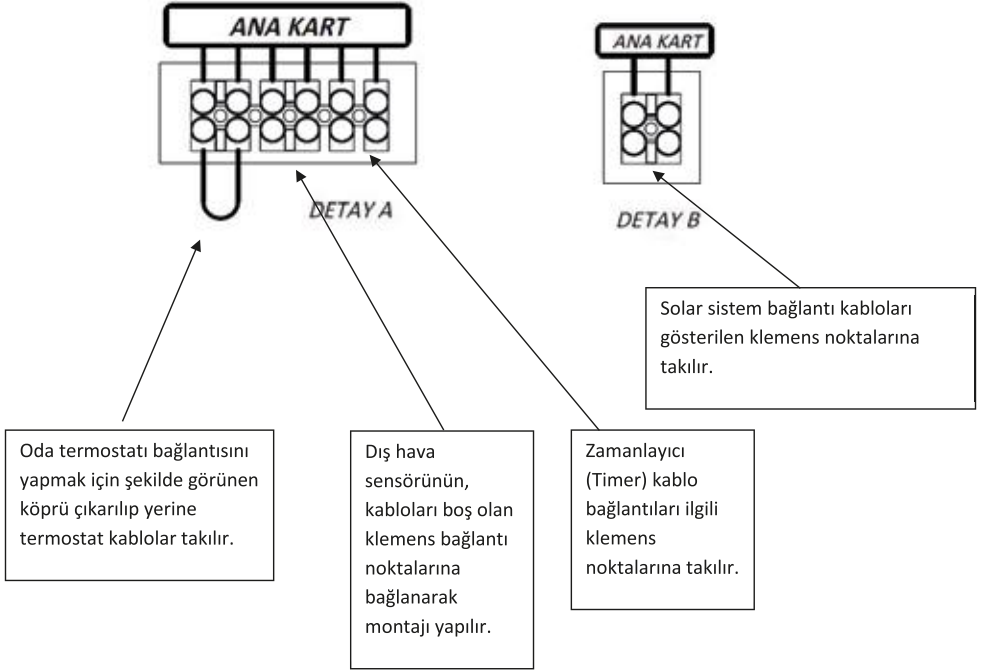 ANA KART
ANA KART
DETAY A
DETAY B
Solar sistem bağlantı kabloları
gösterilen klemens noktalarına
takılır.
Oda termostatı bağlantısını
yapmak için şekilde görünen
köprü çıkarılıp yerine
termostat kablolar takılır.
Dış hava
sensörünün,
kabloları boş olan
klemens bağlantı
noktalarına
bağlanarak
montajı yapılır.
Zamanlayıcı
(Timer) kablo
bağlantıları ilgili
klemens
noktalarına takılır.